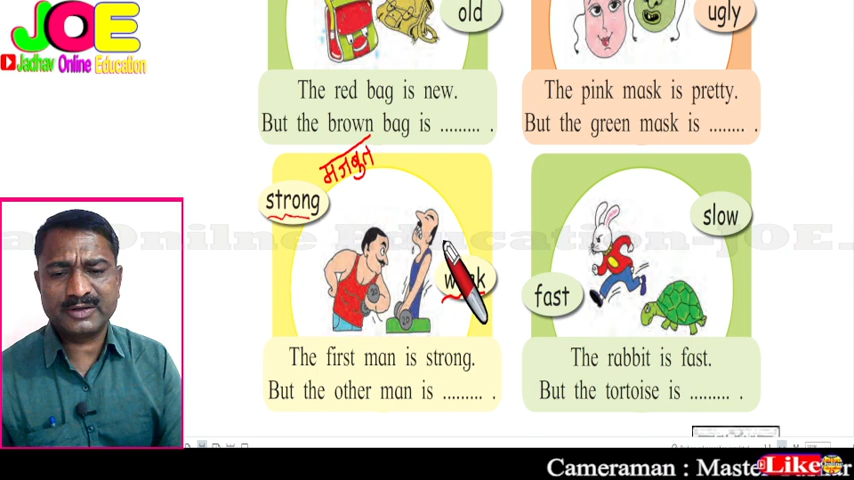 JOE
Jadhav Online Education
old
ugly
The red bag is new.
But the brown bag is ......... .
The pink mask is pretty.
But the green mask is ........ .
मजबुत
strong
slow
fast
The first man is strong.
But the other man is ......... .
The rabbit is fast.
But the tortoise is ......... .
Cameraman : Master
Like